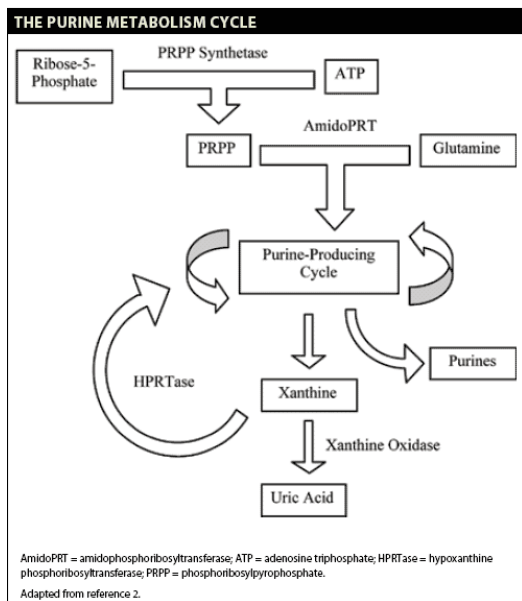 THE PURINE METABOLISM CYCLE
Ribose-5-
Phosphate
PRPP Synthetase
ATP
PRPP
AmidoPRT
Glutamine
Purine-Producing
Cycle
HPRTase
Xanthine
Purines
Xanthine Oxidase
Uric Acid
AmidoPRT = amidophosphoribosyltransferase; ATP = adenosine triphosphate; HPRTase = hypoxanthine
phosphoribosyltransferase; PRPP = phosphoribosylpyrophosphate.
Adapted from reference 2.